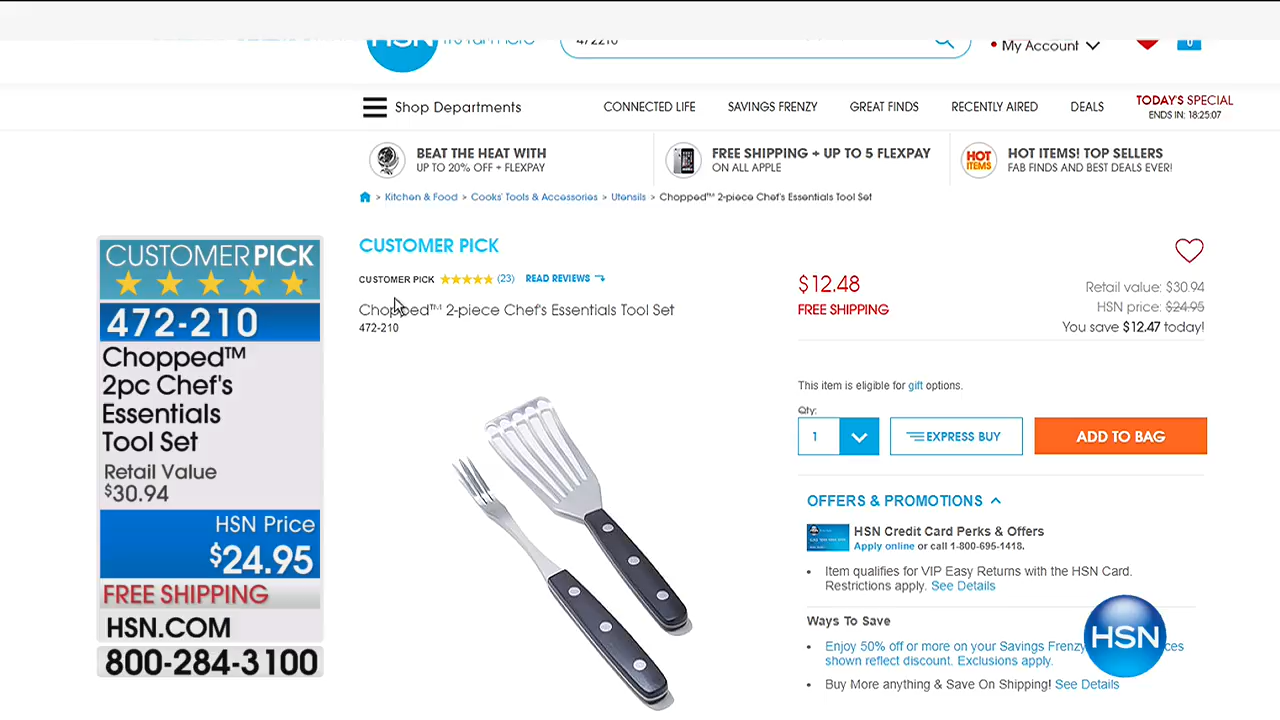 HSN
472210
My Account
0
Shop Departments
CONNECTED LIFE
SAVINGS FRENZY
GREAT FINDS
RECENTLY AIRED
DEALS
TODAY'S SPECIAL
ENDS IN: 18:25:07
BEAT THE HEAT WITH
UP TO 20% OFF + FLEXPAY
FREE SHIPPING + UP TO 5 FLEXPAY
ON ALL APPLE
HOT ITEMS
HOT ITEMS! TOP SELLERS
FAB FINDS AND BEST DEALS EVER!
> Kitchen & Food > Cooks' Tools & Accessories > Utensils > Chopped™ 2-piece Chef's Essentials Tool Set
CUSTOMER PICK
472-210
Chopped™
2pc Chef's
Essentials
Tool Set
Retail Value
$30.94
HSN Price
$24.95
FREE SHIPPING
HSN.COM
800-284-3100
CUSTOMER PICK
CUSTOMER PICK (23) READ REVIEWS
Chopped™ 2-piece Chef's Essentials Tool Set
472-210
$12.48
FREE SHIPPING
Retail value: $30.94
HSN price: $24.95
You save $12.47 today!
This item is eligible for gift options.
Qty:
1
EXPRESS BUY
ADD TO BAG
OFFERS & PROMOTIONS
HSN Credit Card Perks & Offers
Apply online or call 1-800-695-1418.
• Item qualifies for VIP Easy Returns with the HSN Card.
Restrictions apply. See Details
Ways To Save
• Enjoy 50% off or more on your Savings Frenzy
shown reflect discount. Exclusions apply.
• Buy More anything & Save On Shipping! See Details
HSN